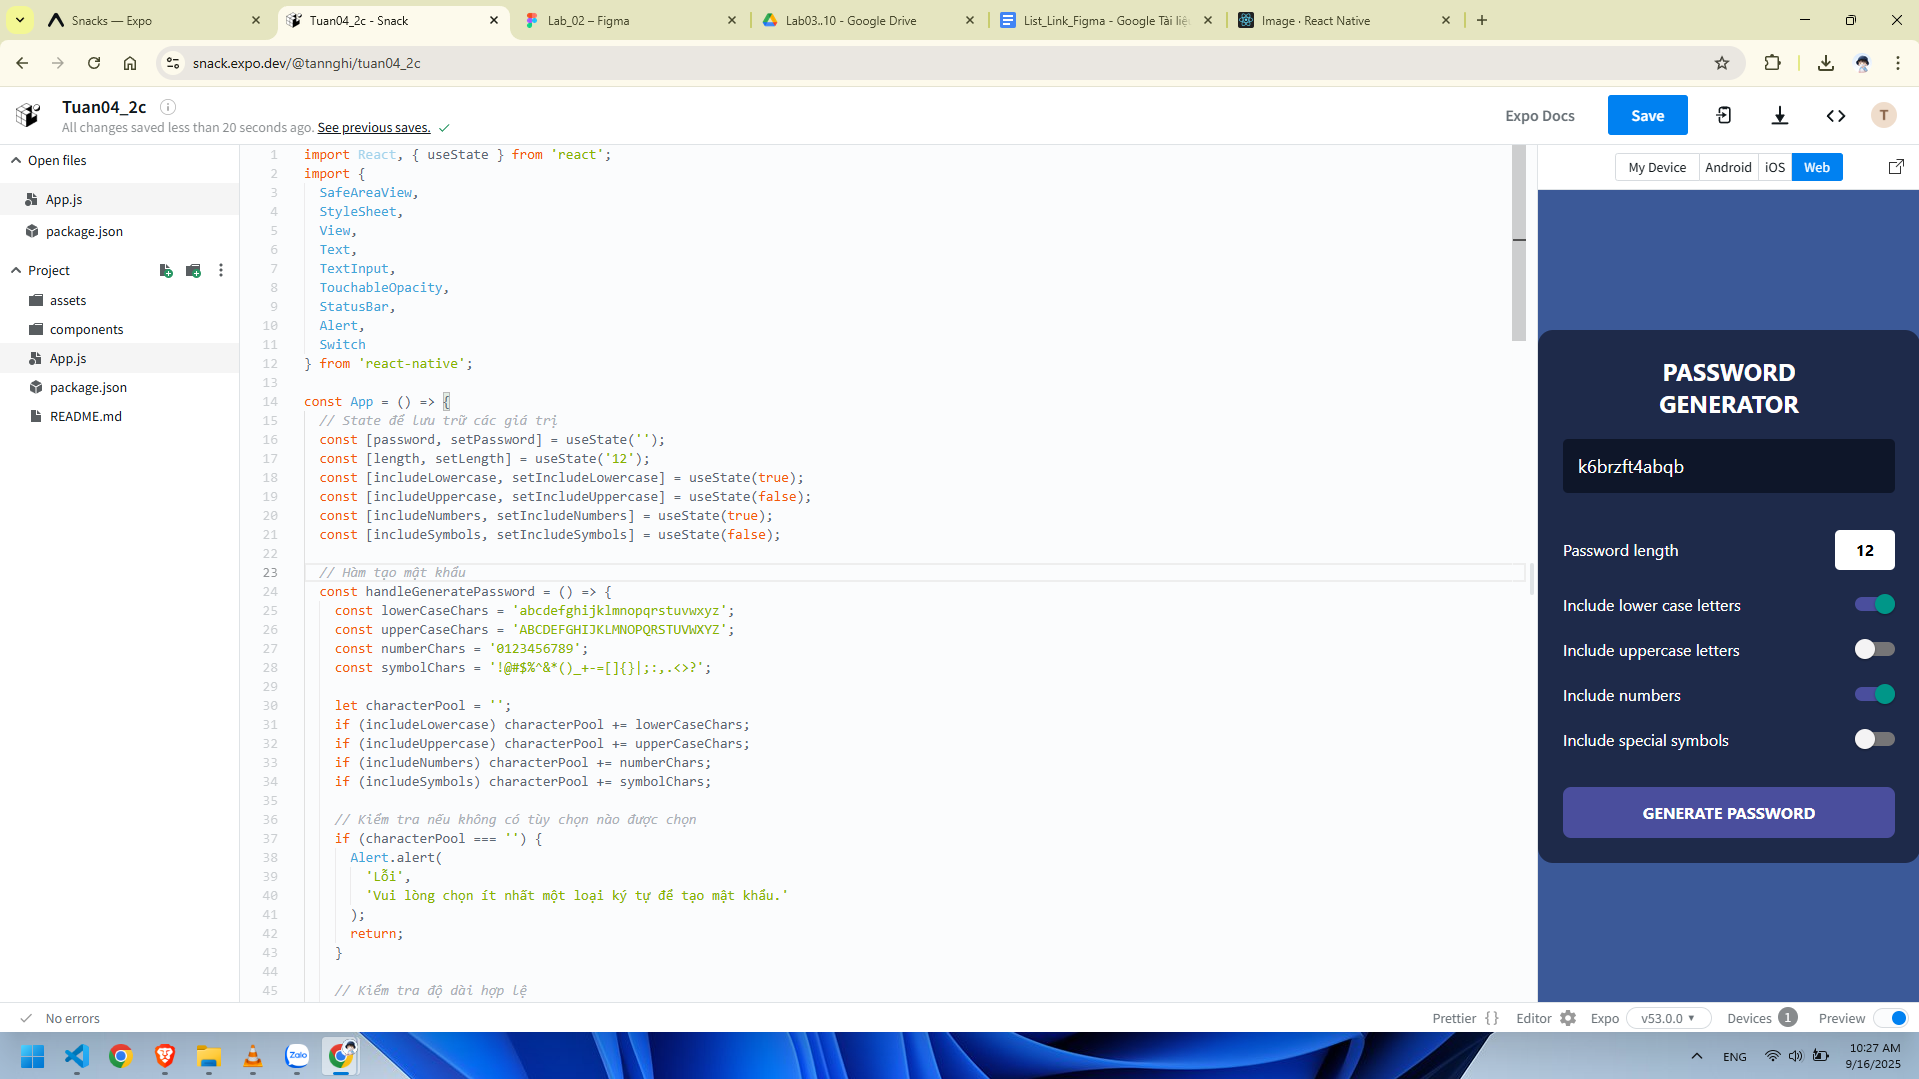 Snacks — Expo
Tuan04_2c - Snack
Lab_02 – Figma
Lab03..10 - Google Drive
List_Link_Figma - Google Tài liệ
Image · React Native
snack.expo.dev/@tannghi/tuan04_2c
Tuan04_2c
All changes saved less than 20 seconds ago. See previous saves.
Expo Docs
Save
T
Open files
App.js
package.json
Project
assets
components
App.js
package.json
README.md
1 import React, { useState } from 'react';
2 import {
3 SafeAreaView,
4 StyleSheet,
5 View,
6 Text,
7 TextInput,
8 TouchableOpacity,
9 StatusBar,
10 Alert,
11 Switch
12 } from 'react-native';
13
14 const App = () => {
15 // State để lưu trữ các giá trị
16 const [password, setPassword] = useState('');
17 const [length, setLength] = useState('12');
18 const [includeLowercase, setIncludeLowercase] = useState(true);
19 const [includeUppercase, setIncludeUppercase] = useState(false);
20 const [includeNumbers, setIncludeNumbers] = useState(true);
21 const [includeSymbols, setIncludeSymbols] = useState(false);
22
23 // Hàm tạo mật khẩu
24 const handleGeneratePassword = () => {
25 const lowerCaseChars = 'abcdefghijklmnopqrstuvwxyz';
26 const upperCaseChars = 'ABCDEFGHIJKLMNOPQRSTUVWXYZ';
27 const numberChars = '0123456789';
28 const symbolChars = '!@#$%^&*()_+-=[]{}|;:,.<>?';
29
30 let characterPool = '';
31 if (includeLowercase) characterPool += lowerCaseChars;
32 if (includeUppercase) characterPool += upperCaseChars;
33 if (includeNumbers) characterPool += numberChars;
34 if (includeSymbols) characterPool += symbolChars;
35
36 // Kiểm tra nếu không có tùy chọn nào được chọn
37 if (characterPool === '') {
38 Alert.alert(
39 'Lỗi',
40 'Vui lòng chọn ít nhất một loại ký tự để tạo mật khẩu.'
41 );
42 return;
43 }
44
45 // Kiểm tra độ dài hợp lệ
My Device
Android
iOS
Web
PASSWORD
GENERATOR
k6brzft4abqb
Password length
12
Include lower case letters
Include uppercase letters
Include numbers
Include special symbols
GENERATE PASSWORD
No errors
Prettier {}
Editor
Expo
v53.0.0
Devices 1
Preview
Zalo
ENG
10:27 AM
9/16/2025